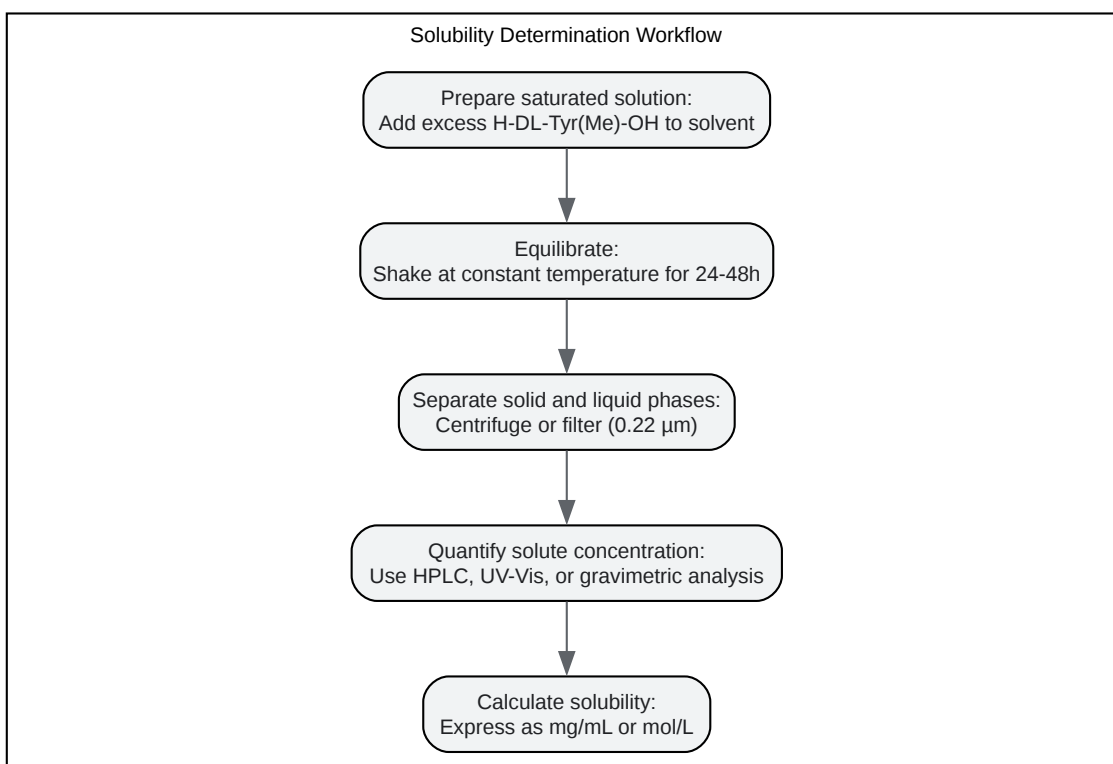 Solubility Determination Workflow
Prepare saturated solution:
Add excess H-DL-Tyr(Me)-OH to solvent
Equilibrate:
Shake at constant temperature for 24-48h
Separate solid and liquid phases:
Centrifuge or filter (0.22 µm)
Quantify solute concentration:
Use HPLC, UV-Vis, or gravimetric analysis
Calculate solubility:
Express as mg/mL or mol/L